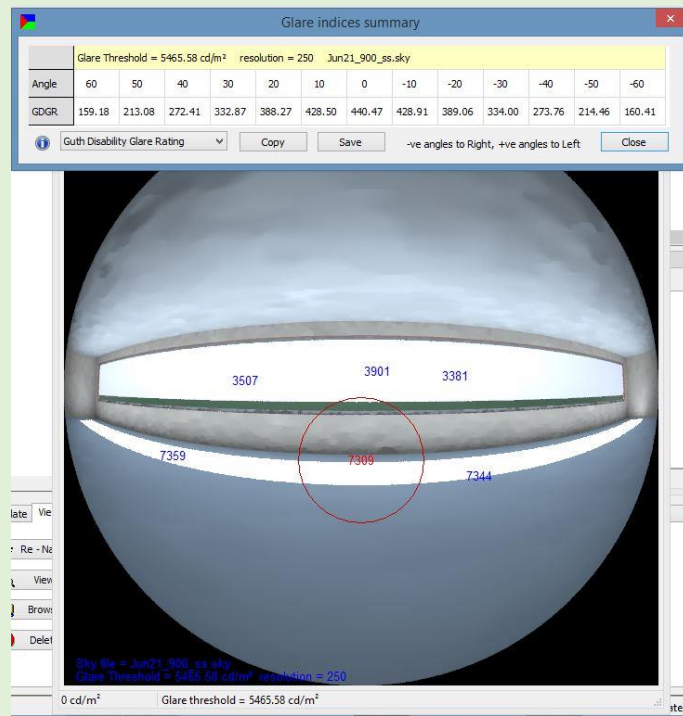 Glare indices summary
Glare Threshold = 5465.58 cd/m² resolution = 250 Jun21_900_ss.sky
Angle 60 50 40 30 20 10 0 -10 -20 -30 -40 -50 -60
GDGR 159.18 213.08 272.41 332.87 388.27 428.50 440.47 428.91 389.06 334.00 273.76 214.46 160.41
Guth Disability Glare Rating Copy Save -ve angles to Right, +ve angles to Left Close
3507 3901 3381
7359 7309 7344
late Vie
Re - Na
View
Brows
Delet
Sky file = Jun21_900_ss.sky
Glare Threshold = 5465.58 cd/m² resolution = 250
0 cd/m² Glare threshold = 5465.58 cd/m²
ate